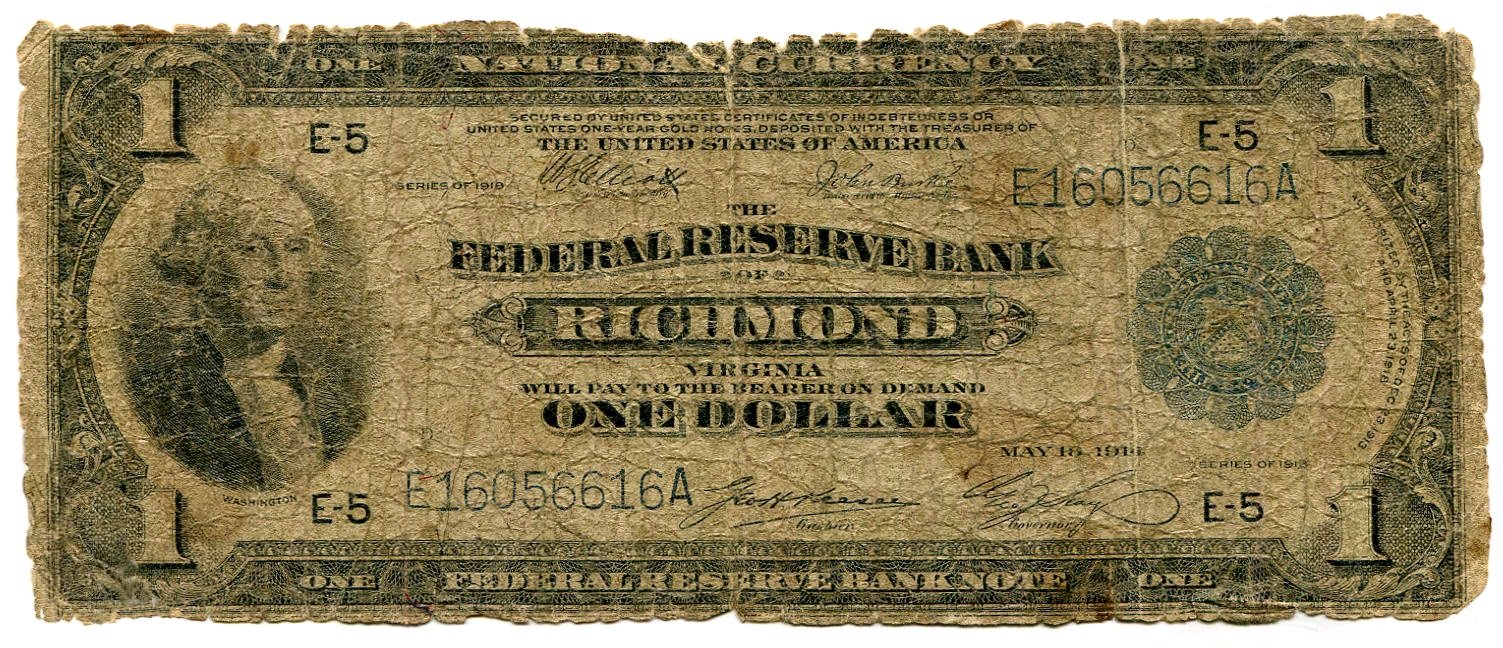 ONE NATIONAL CURRENCY ONE
1 1
SECURED BY UNITED STATES CERTIFICATES OF INDEBTEDNESS OR
UNITED STATES ONE-YEAR GOLD NOTES, DEPOSITED WITH THE TREASURER OF
THE UNITED STATES OF AMERICA
E-5 E-5
SERIES OF 1918
E16056616A
THE
FEDERAL RESERVE BANK
OF
RICHMOND
VIRGINIA
WILL PAY TO THE BEARER ON DEMAND
ONE DOLLAR
MAY 18, 1914
SERIES OF 1918
WASHINGTON
E-5 E16056616A E-5
Cashier Governor
1 1
ONE FEDERAL RESERVE BANK NOTE ONE